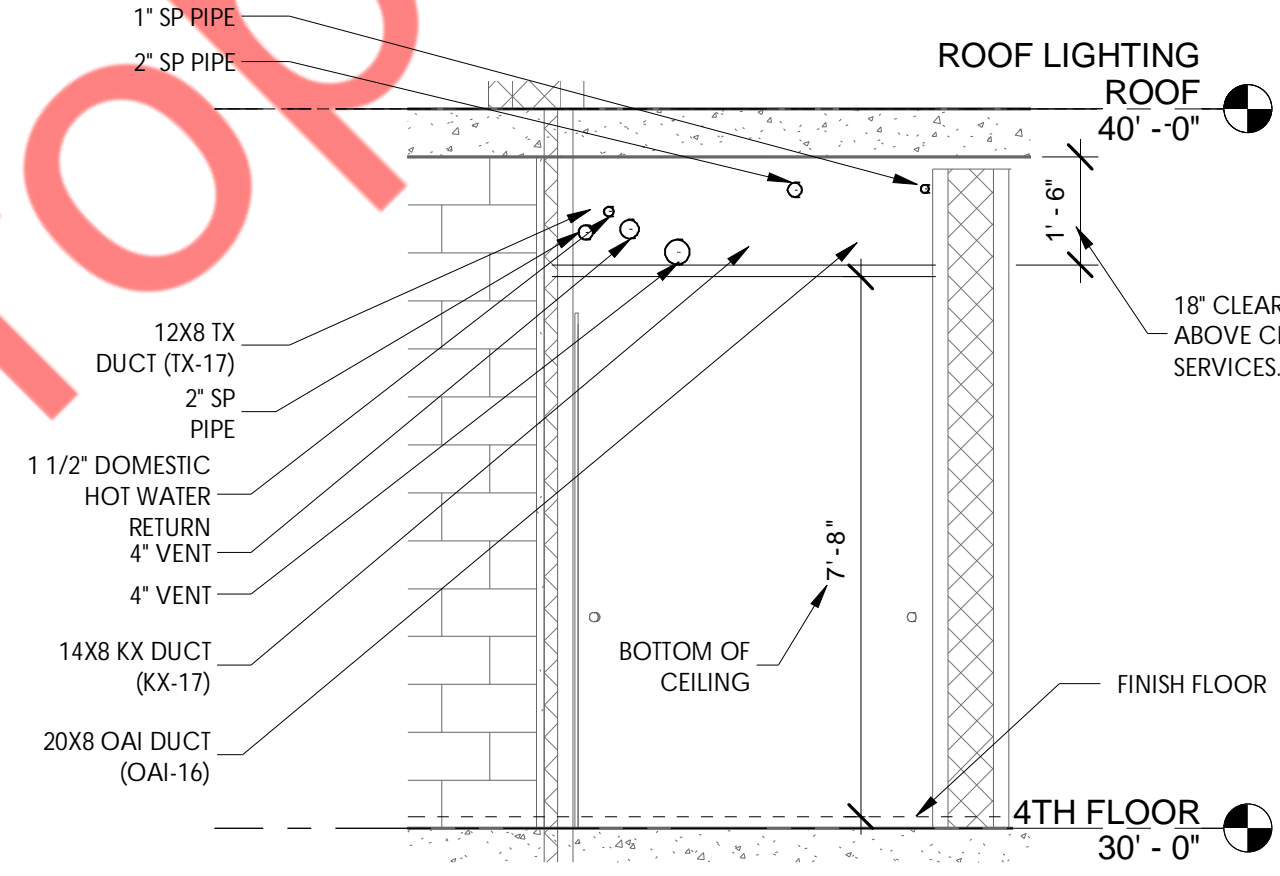 1" SP PIPE
2" SP PIPE
ROOF LIGHTING
ROOF
40' - 0"
1' - 6"
18" CLEAR
ABOVE
SERVICES.
12X8 TX
DUCT (TX-17)
2" SP
PIPE
1 1/2" DOMESTIC
HOT WATER
RETURN
4" VENT
4" VENT
14X8 KX DUCT
(KX-17)
20X8 OAI DUCT
(OAI-16)
7' - 8"
BOTTOM OF
CEILING
FINISH FLOOR
4TH FLOOR
30' - 0"